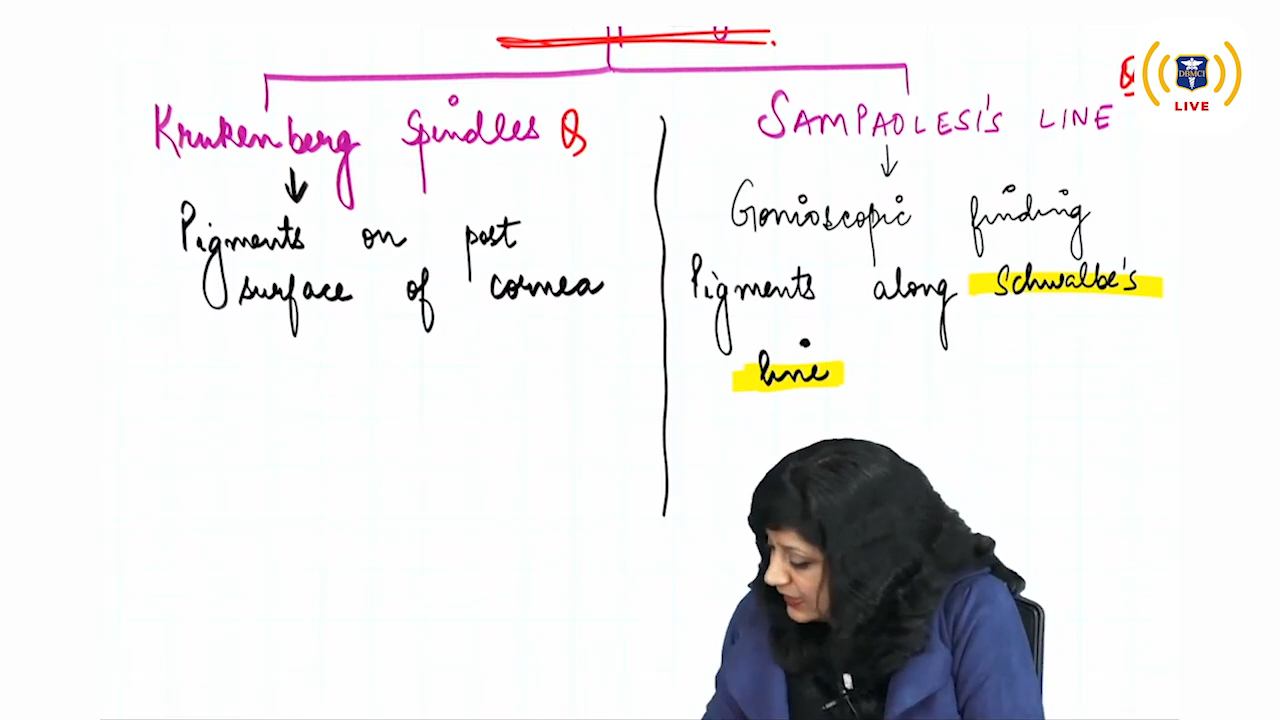 Krukenberg Spindles Q
Pigments on post
surface of cornea
SAMPAOLESI'S LINE Q
Gonioscopic finding
Pigments along Schwalbe's
line
DBMCI
LIVE